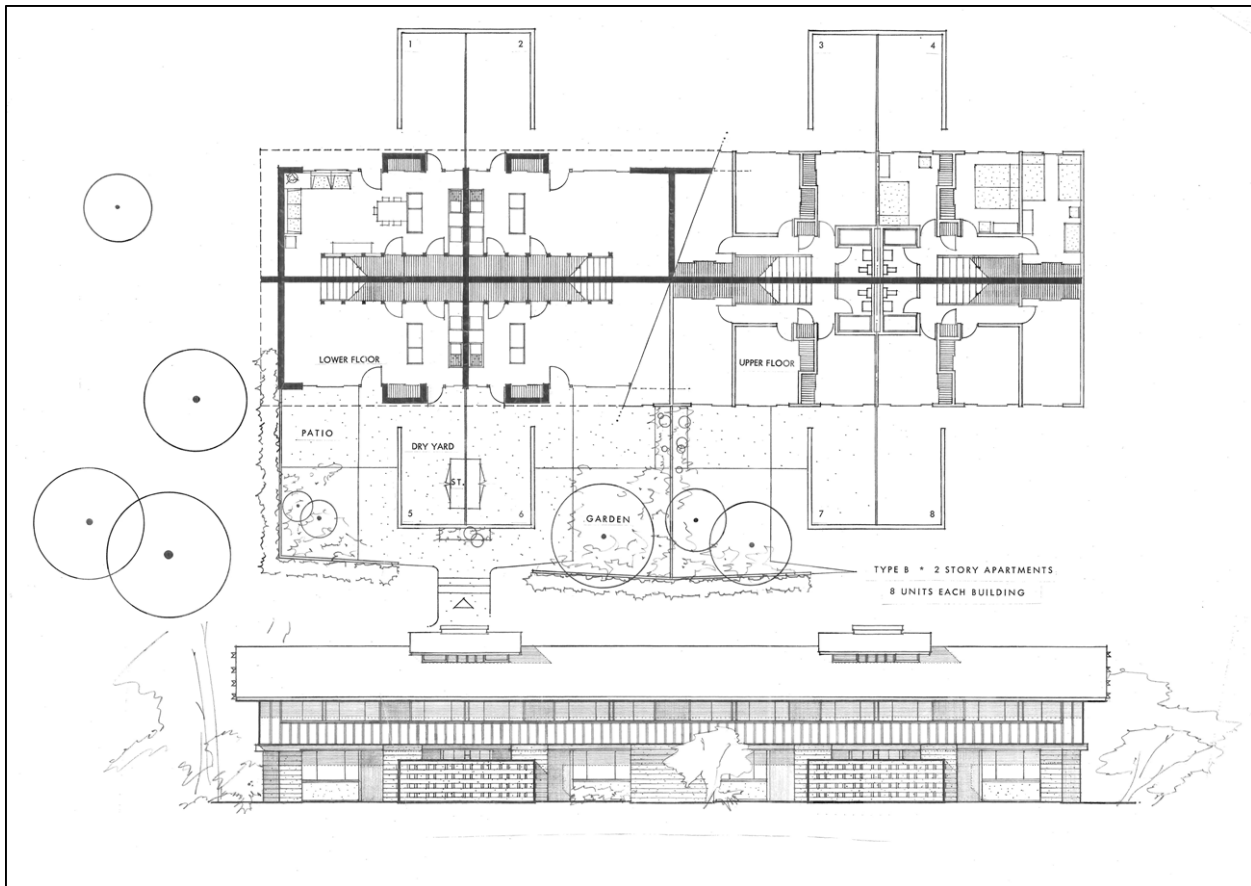 1 2 3 4
LOWER FLOOR
UPPER FLOOR
PATIO
DRY YARD
ST.
5 6 GARDEN 7 8
TYPE B * 2 STORY APARTMENTS
8 UNITS EACH BUILDING